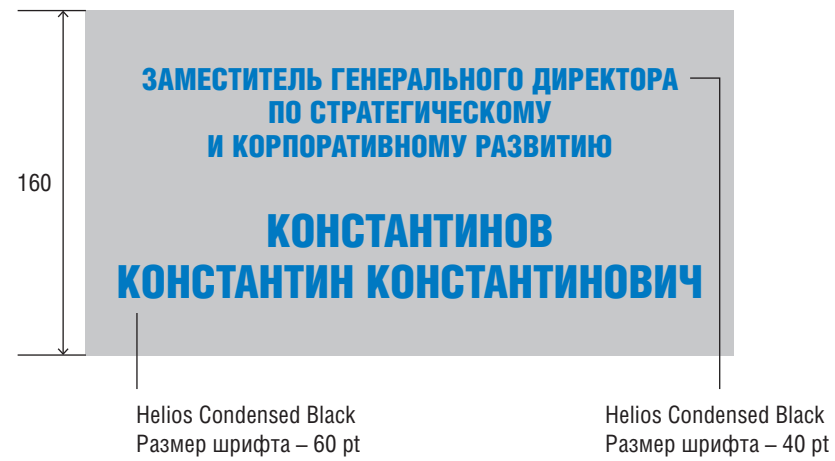 ЗАМЕСТИТЕЛЬ ГЕНЕРАЛЬНОГО ДИРЕКТОРА
ПО СТРАТЕГИЧЕСКОМУ
И КОРПОРАТИВНОМУ РАЗВИТИЮ
160
КОНСТАНТИНОВ
КОНСТАНТИН КОНСТАНТИНОВИЧ
Helios Condensed Black
Размер шрифта – 60 pt
Helios Condensed Black
Размер шрифта – 40 pt